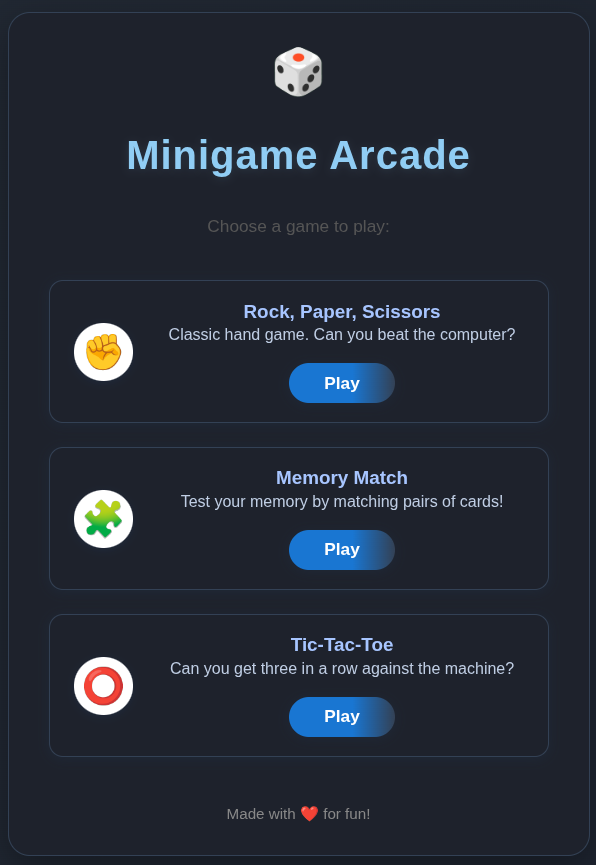 Minigame Arcade
Choose a game to play:
Rock, Paper, Scissors
Classic hand game. Can you beat the computer?
Play
Memory Match
Test your memory by matching pairs of cards!
Play
Tic-Tac-Toe
Can you get three in a row against the machine?
Play
Made with ❤️ for fun!